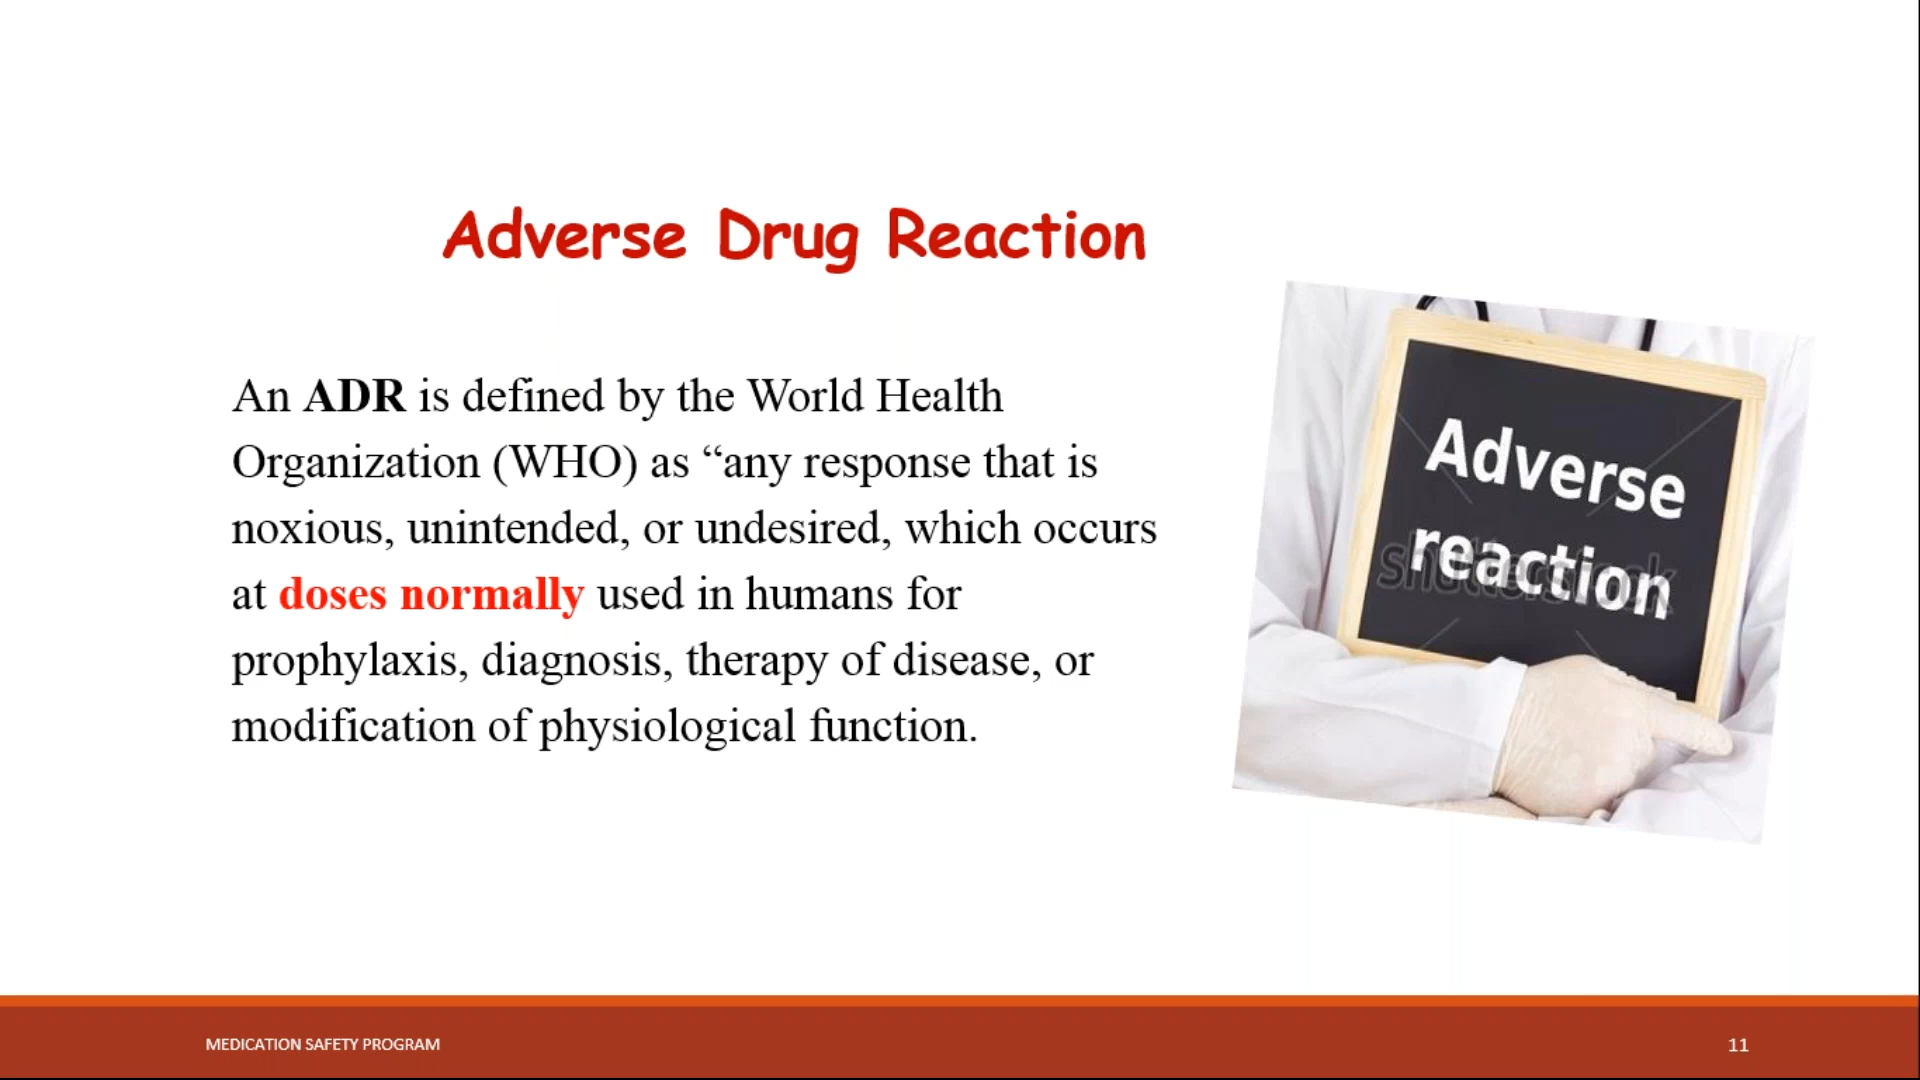 Adverse Drug Reaction
An ADR is defined by the World Health
Organization (WHO) as “any response that is
noxious, unintended, or undesired, which occurs
at doses normally used in humans for
prophylaxis, diagnosis, therapy of disease, or
modification of physiological function.
Adverse
reaction
shutterstock
MEDICATION SAFETY PROGRAM
11